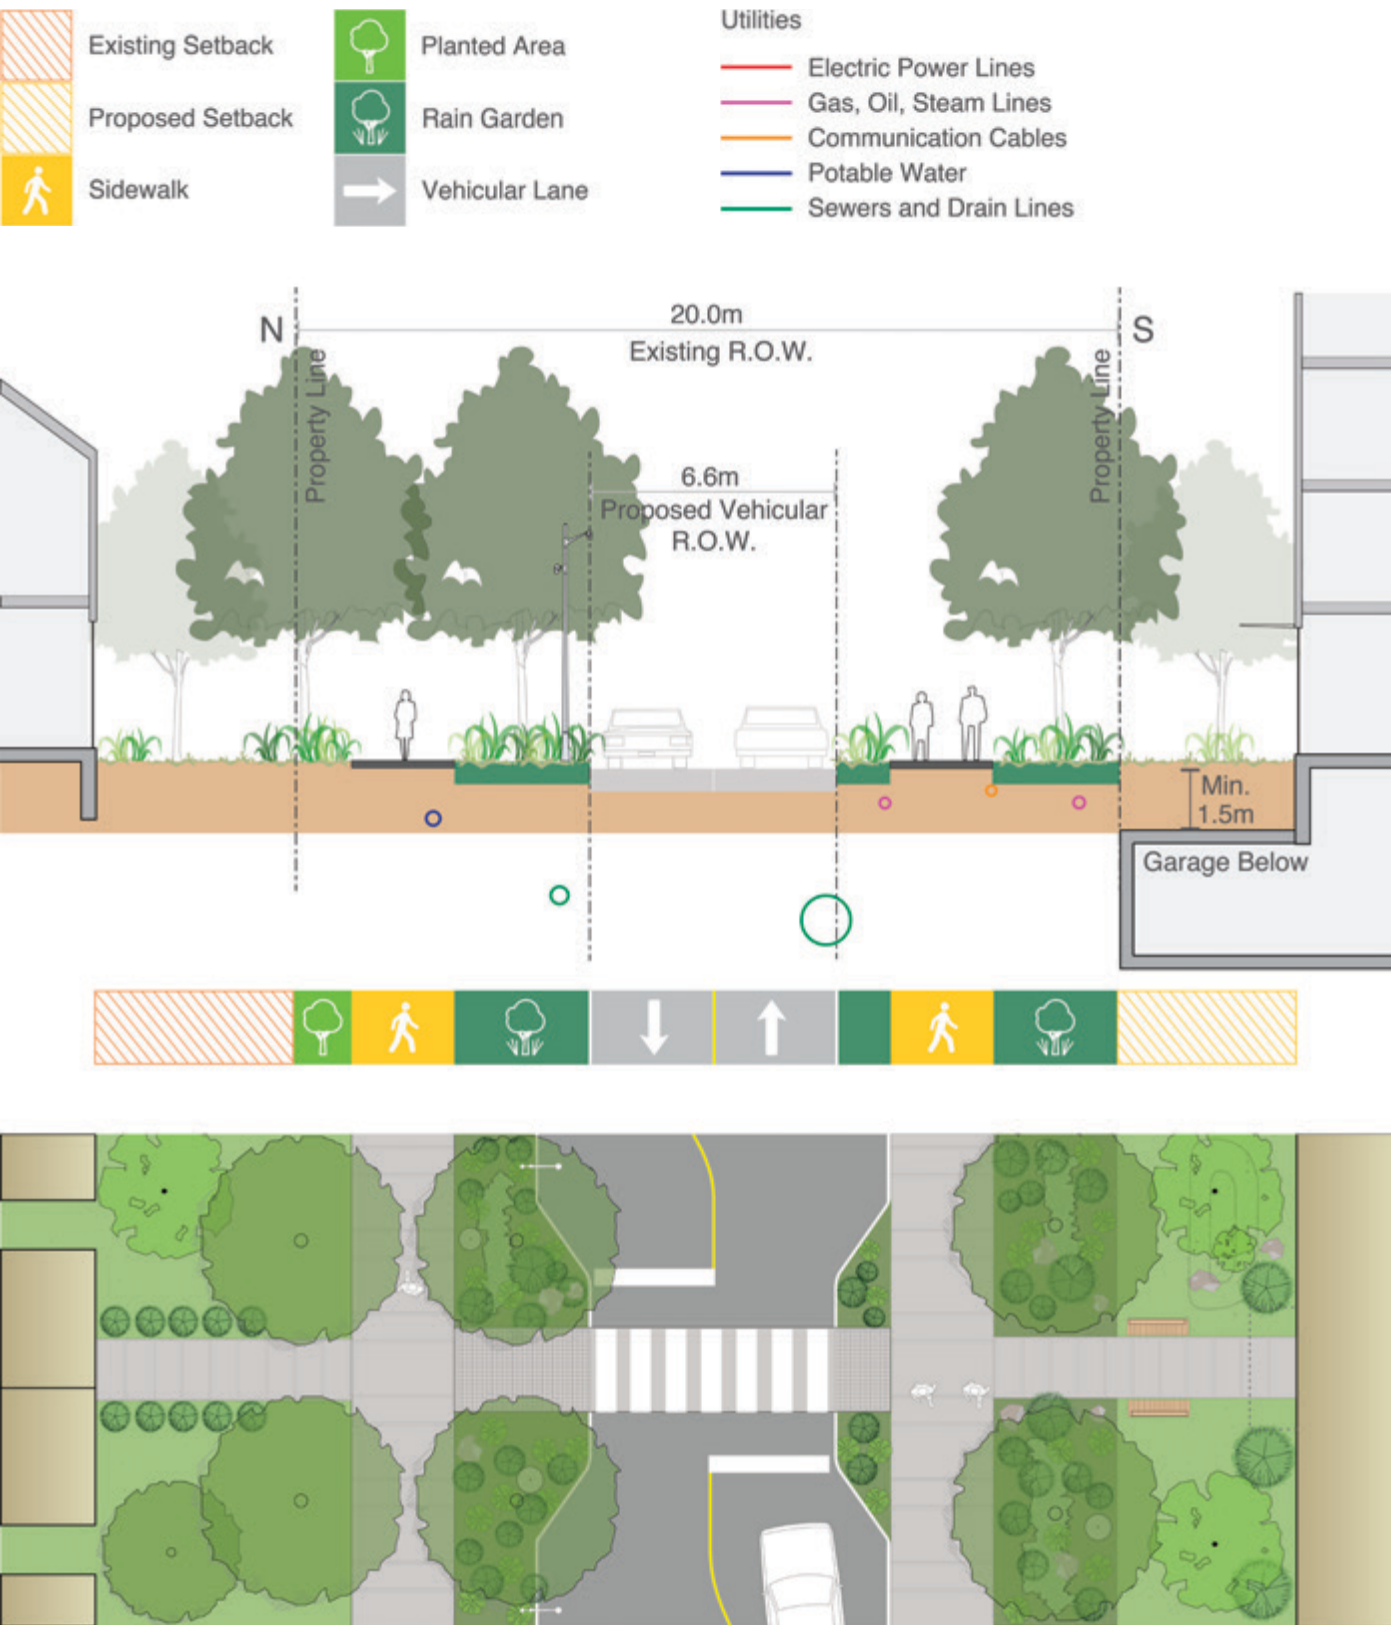 Existing Setback
Proposed Setback
Sidewalk
Planted Area
Rain Garden
Vehicular Lane
Utilities
Electric Power Lines
Gas, Oil, Steam Lines
Communication Cables
Potable Water
Sewers and Drain Lines
N
20.0m
S
Existing R.O.W.
Property Line
Property Line
6.6m
Proposed Vehicular
R.O.W.
Min.
1.5m
Garage Below